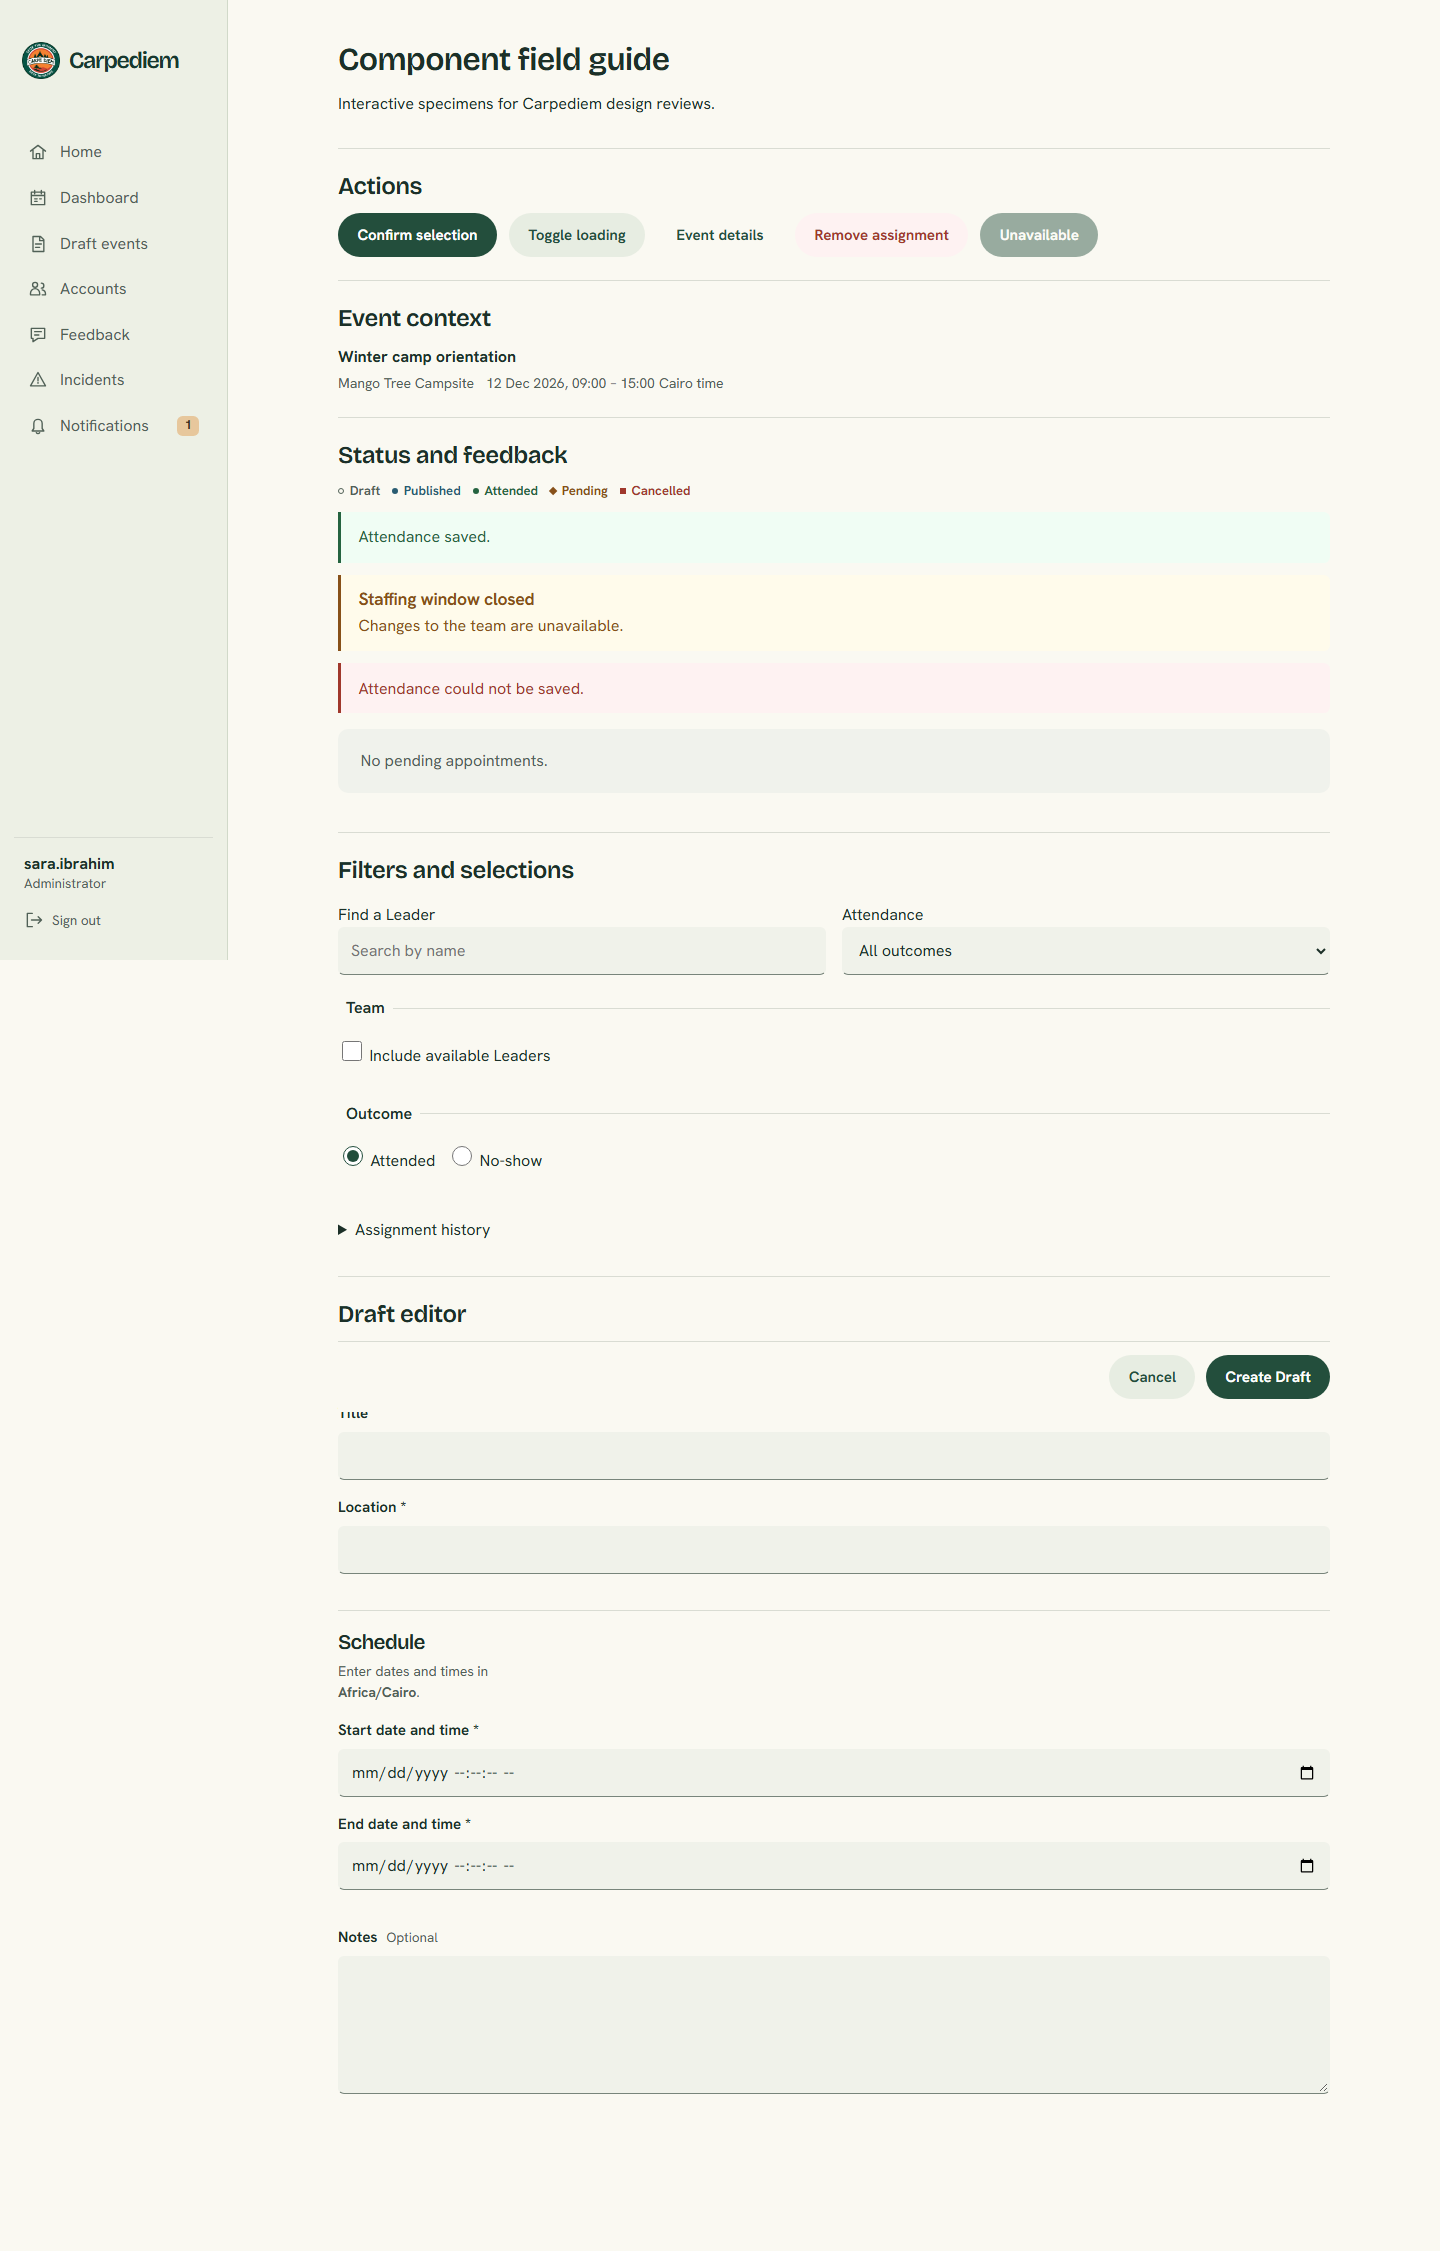 Carpediem
Home
Dashboard
Draft events
Accounts
Feedback
Incidents
Notifications 1
sara.ibrahim
Administrator
Sign out
Component field guide
Interactive specimens for Carpediem design reviews.
Actions
Confirm selection Toggle loading Event details Remove assignment Unavailable
Event context
Winter camp orientation
Mango Tree Campsite 12 Dec 2026, 09:00 – 15:00 Cairo time
Status and feedback
Draft Published Attended Pending Cancelled
Attendance saved.
Staffing window closed
Changes to the team are unavailable.
Attendance could not be saved.
No pending appointments.
Filters and selections
Find a Leader Attendance
Search by name All outcomes
Team
Include available Leaders
Outcome
Attended No-show
Assignment history
Draft editor
Cancel Create Draft
Title
Location *
Schedule
Enter dates and times in
Africa/Cairo.
Start date and time *
mm/dd/yyyy --:--:-- --
End date and time *
mm/dd/yyyy --:--:-- --
Notes Optional